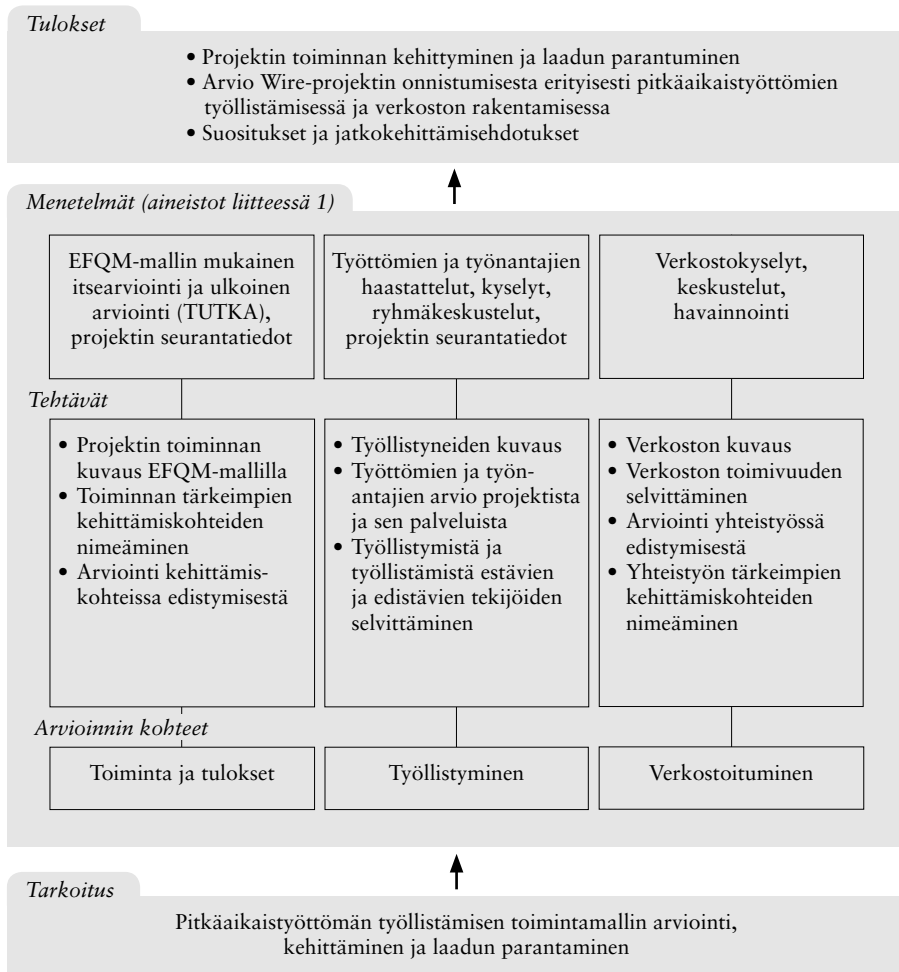 Tulokset
• Projektin toiminnan kehittyminen ja laadun parantuminen
• Arvio Wire-projektin onnistumisesta erityisesti pitkäaikaistyöttömien
työllistämisessä ja verkoston rakentamisessa
• Suositukset ja jatkokehittämisehdotukset
Menetelmät (aineistot liitteessä 1)
EFQM-mallin mukainen
itsearviointi ja ulkoinen
arviointi (TUTKA),
projektin seurantatiedot
Työttömien ja työnantajien
haastattelut, kyselyt,
ryhmäkeskustelut,
projektin seurantatiedot
Verkostokyselyt,
keskustelut,
havainnointi
Tehtävät
• Projektin toiminnan
kuvaus EFQM-mallilla
• Toiminnan tärkeimpien
kehittämiskohteiden
nimeäminen
• Arviointi kehittämis-
kohteissa edistymisestä
• Työllistyneiden kuvaus
• Työttömien ja työn-
antajien arvio projektista
ja sen palveluista
• Työllistymistä ja
työllistämistä estävien
ja edistävien tekijöiden
selvittäminen
• Verkoston kuvaus
• Verkoston toimivuuden
selvittäminen
• Arviointi yhteistyössä
edistymisestä
• Yhteistyön tärkeimpien
kehittämiskohteiden
nimeäminen
Arvioinnin kohteet
Toiminta ja tulokset
Työllistyminen
Verkostoituminen
Tarkoitus
Pitkäaikaistyöttömän työllistämisen toimintamallin arviointi,
kehittäminen ja laadun parantaminen